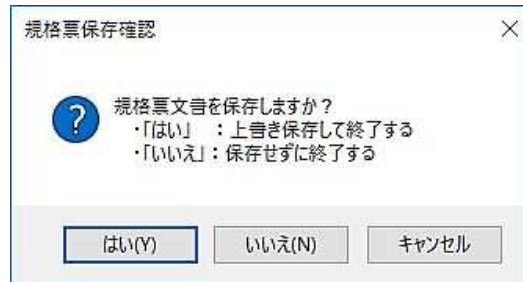 規格票保存確認
規格票文書を保存しますか？
・「はい」　：上書き保存して終了する
・「いいえ」：保存せずに終了する
はい(Y)　いいえ(N)　キャンセル